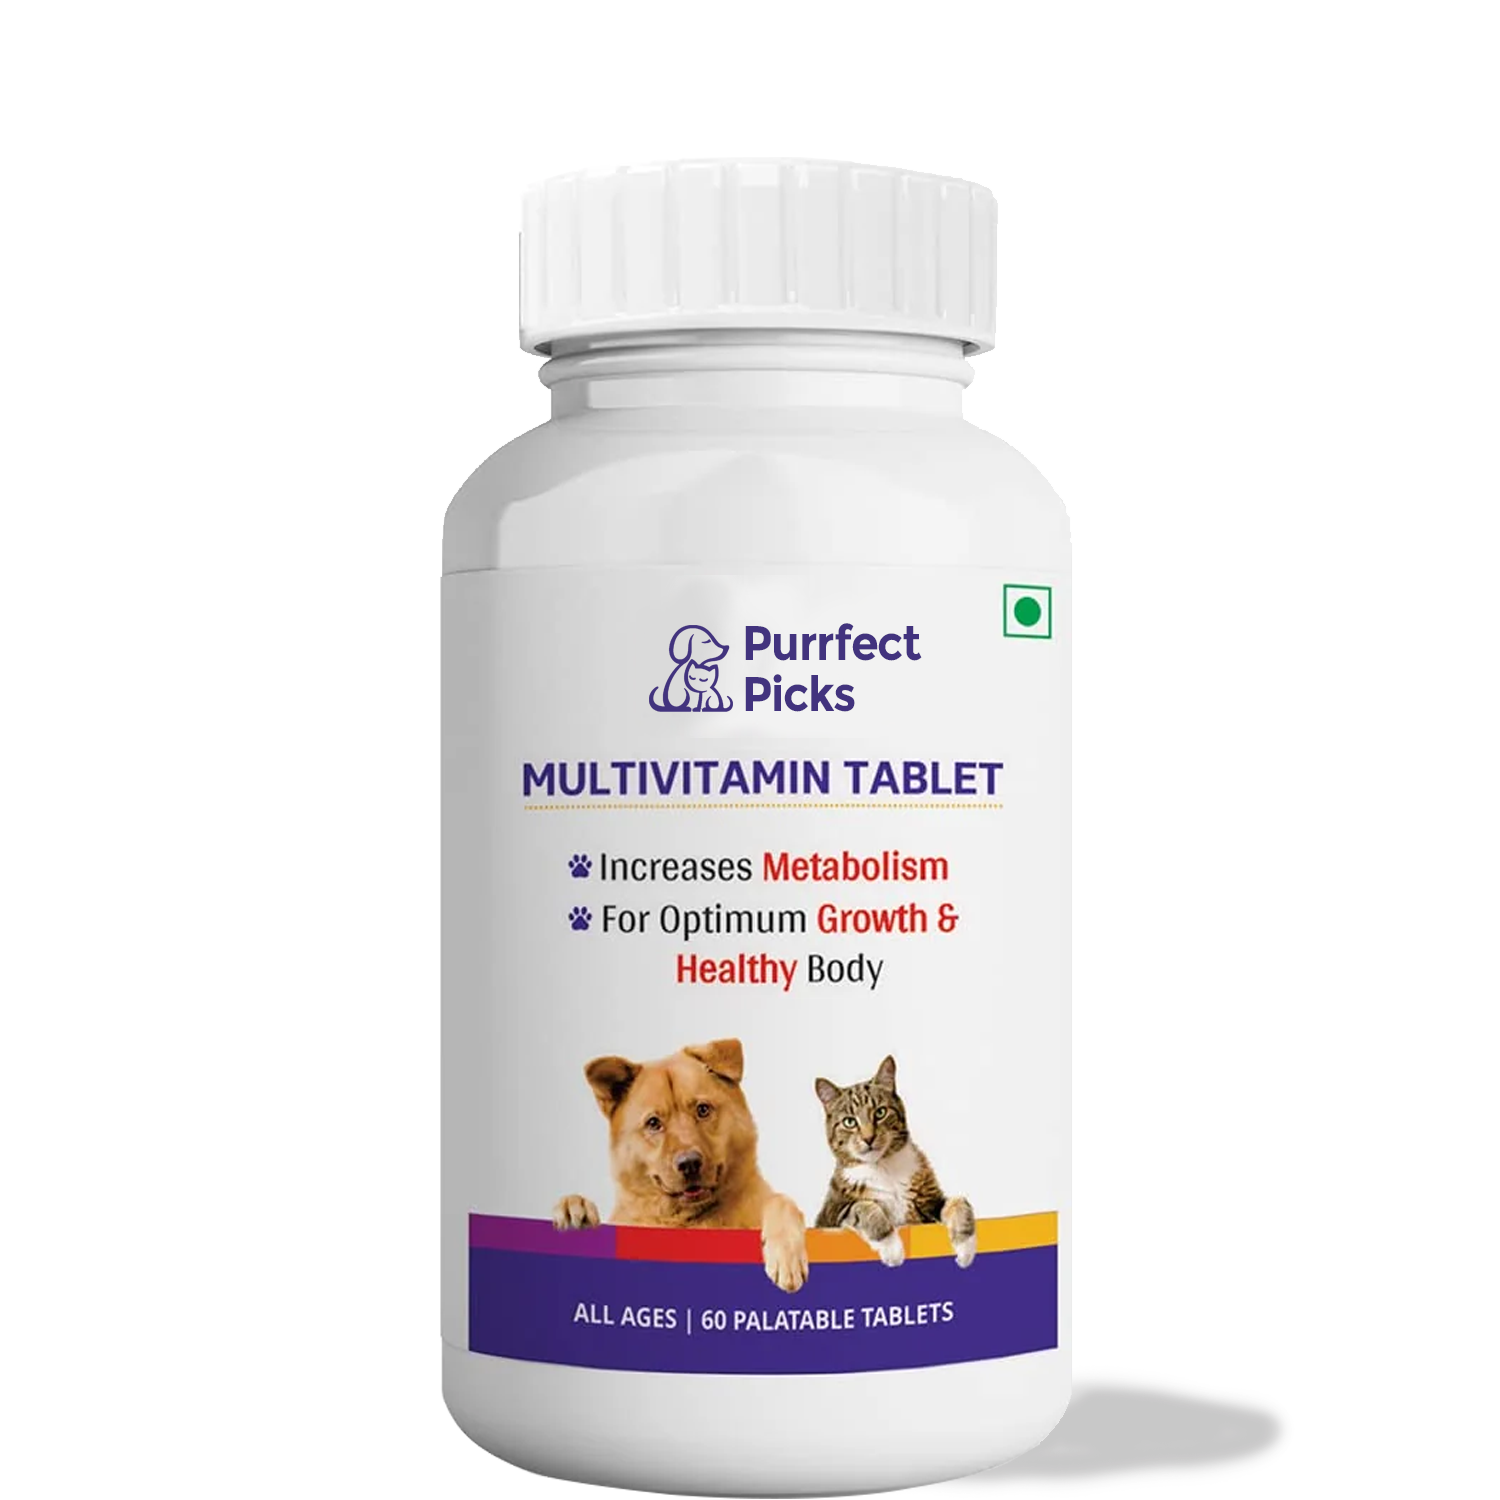 Purrfect
Picks
MULTIVITAMIN TABLET
Increases Metabolism
For Optimum Growth &
Healthy Body
ALL AGES | 60 PALATABLE TABLETS